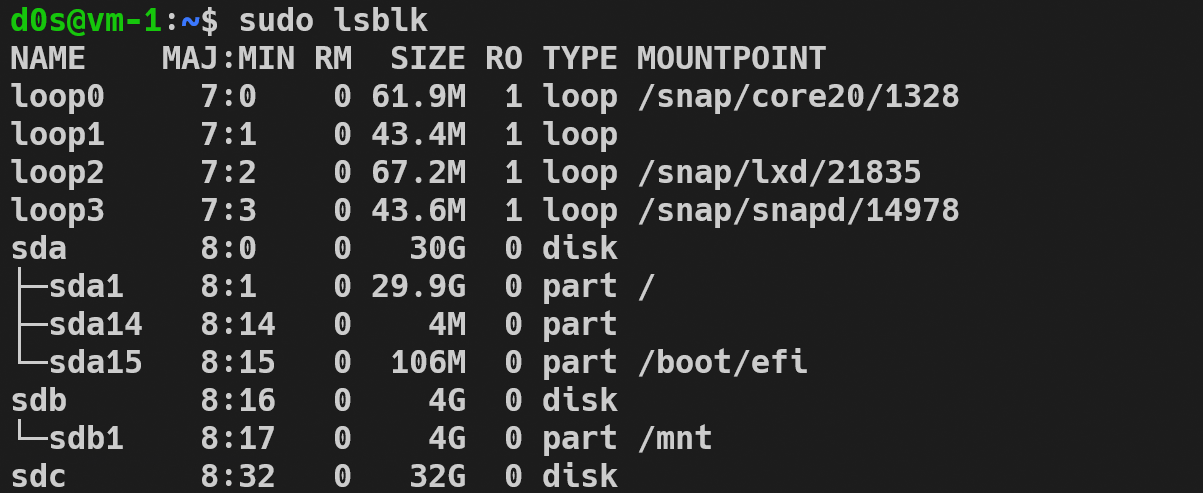 d0s@vm-1:~$ sudo lsblk
NAME    MAJ:MIN RM   SIZE RO TYPE MOUNTPOINT
loop0     7:0    0 61.9M  1 loop /snap/core20/1328
loop1     7:1    0 43.4M  1 loop
loop2     7:2    0 67.2M  1 loop /snap/lxd/21835
loop3     7:3    0 43.6M  1 loop /snap/snapd/14978
sda       8:0    0   30G  0 disk
├─sda1    8:1    0 29.9G  0 part /
├─sda14   8:14   0    4M  0 part
└─sda15   8:15   0  106M  0 part /boot/efi
sdb       8:16   0    4G  0 disk
└─sdb1    8:17   0    4G  0 part /mnt
sdc       8:32   0   32G  0 disk